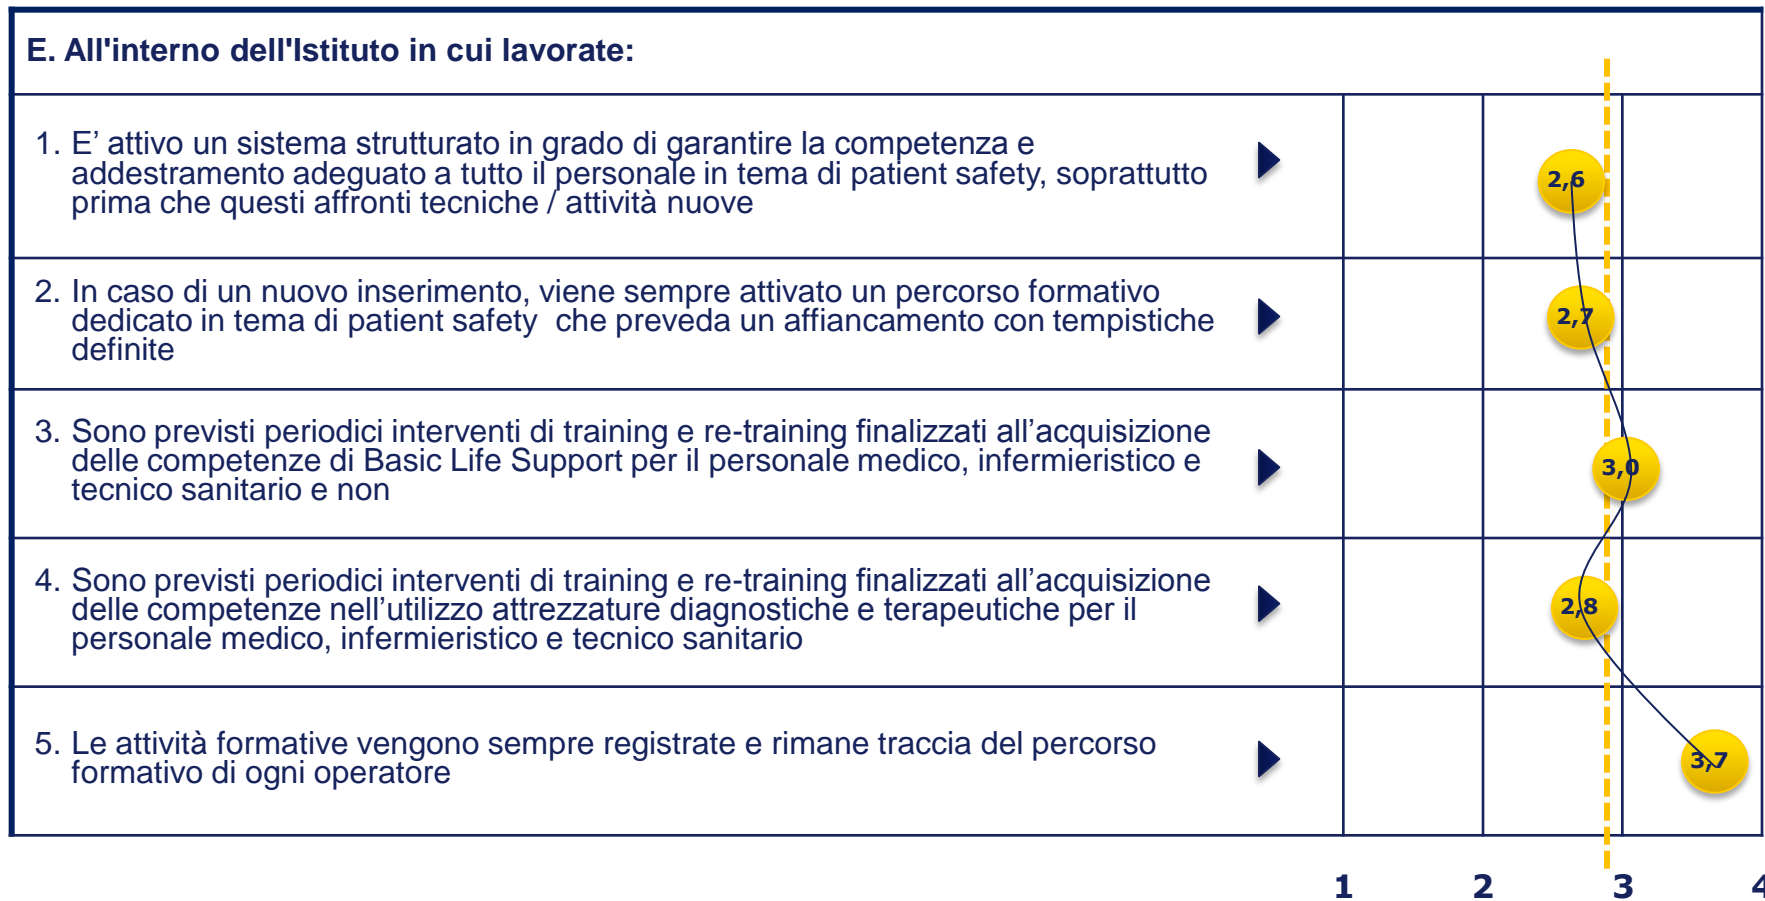 E. All'interno dell'Istituto in cui lavorate:
1. E’ attivo un sistema strutturato in grado di garantire la competenza e
addestramento adeguato a tutto il personale in tema di patient safety, soprattutto
prima che questi affronti tecniche / attività nuove
2,6
2. In caso di un nuovo inserimento, viene sempre attivato un percorso formativo
dedicato in tema di patient safety  che preveda un affiancamento con tempistiche
definite
2,7
3. Sono previsti periodici interventi di training e re-training finalizzati all’acquisizione
delle competenze di Basic Life Support per il personale medico, infermieristico e
tecnico sanitario e non
3,0
4. Sono previsti periodici interventi di training e re-training finalizzati all’acquisizione
delle competenze nell’utilizzo attrezzature diagnostiche e terapeutiche per il
personale medico, infermieristico e tecnico sanitario
2,8
5. Le attività formative vengono sempre registrate e rimane traccia del percorso
formativo di ogni operatore
3,7
1 2 3 4